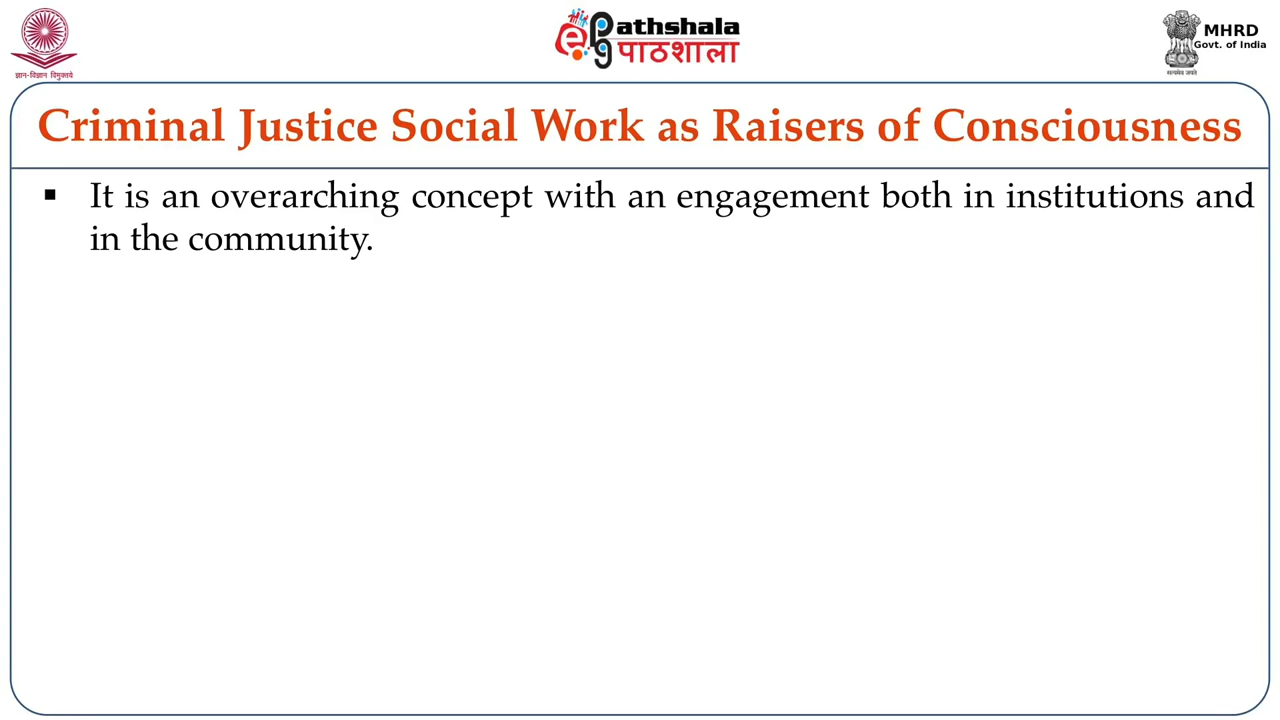 ज्ञान-विज्ञान विमुक्तये
epg Pathshala
पाठशाला
MHRD
Govt. of India
सत्यमेव जयते
Criminal Justice Social Work as Raisers of Consciousness
▪ It is an overarching concept with an engagement both in institutions and
in the community.